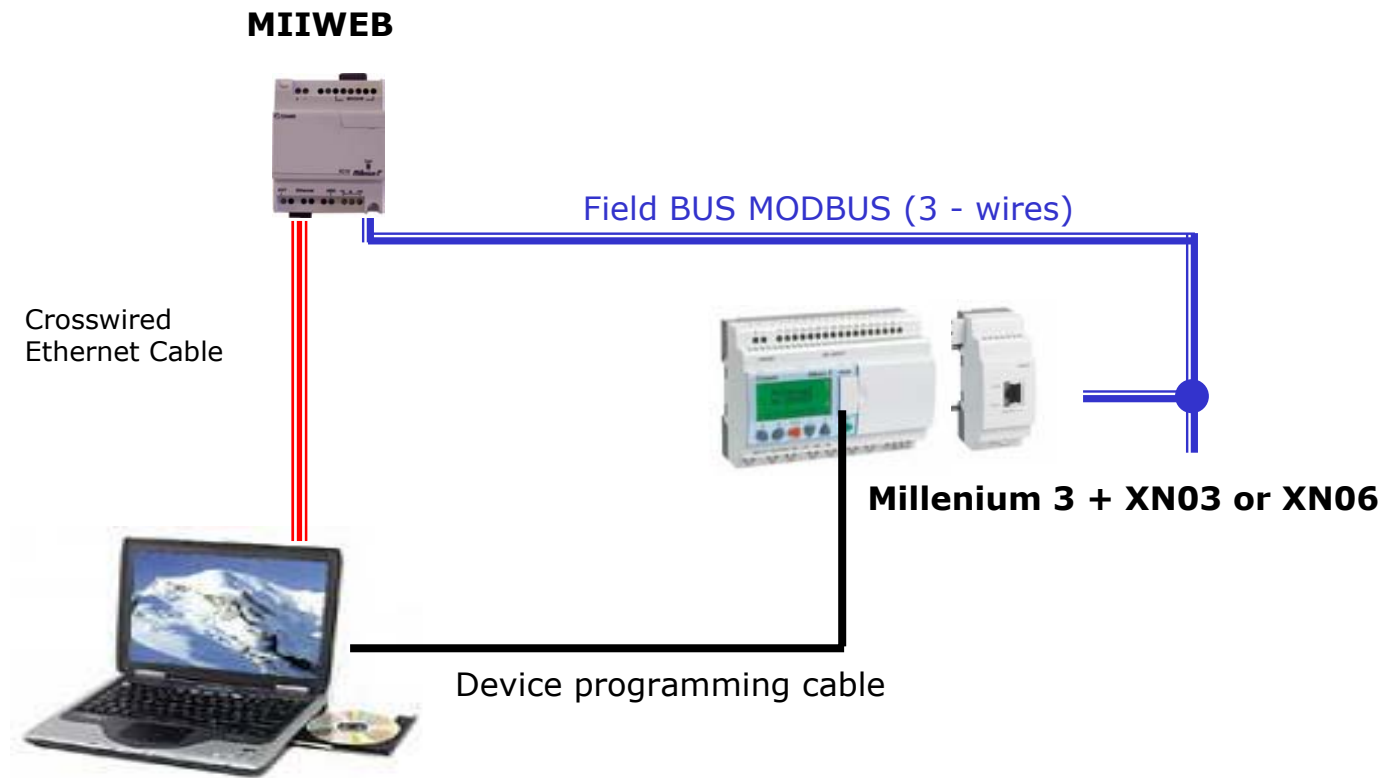 MIIWEB
Field BUS MODBUS (3 - wires)
Crosswired
Ethernet Cable
Millenium 3 + XN03 or XN06
Device programming cable